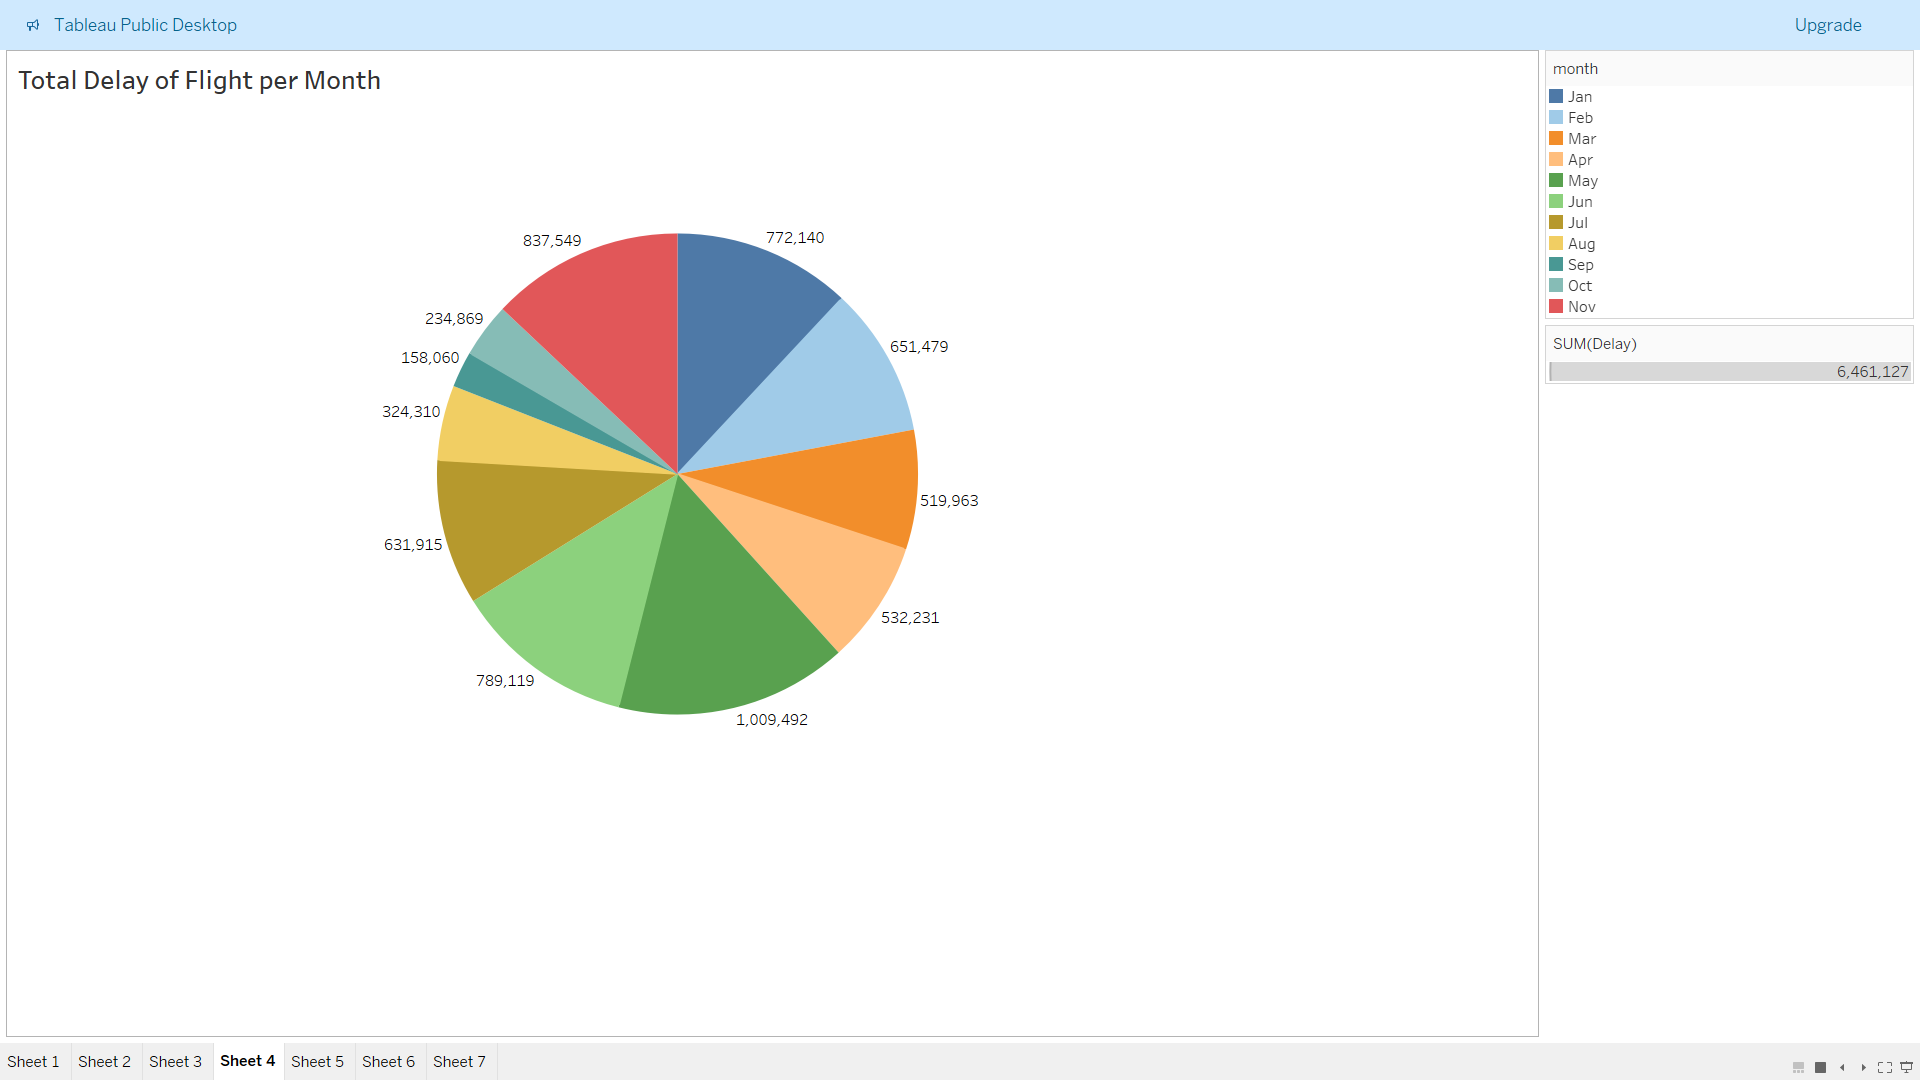 Tableau Public Desktop
Upgrade
Total Delay of Flight per Month
837,549
772,140
234,869
651,479
158,060
324,310
519,963
631,915
532,231
789,119
1,009,492
month
Jan
Feb
Mar
Apr
May
Jun
Jul
Aug
Sep
Oct
Nov
SUM(Delay)
6,461,127
Sheet 1
Sheet 2
Sheet 3
Sheet 4
Sheet 5
Sheet 6
Sheet 7